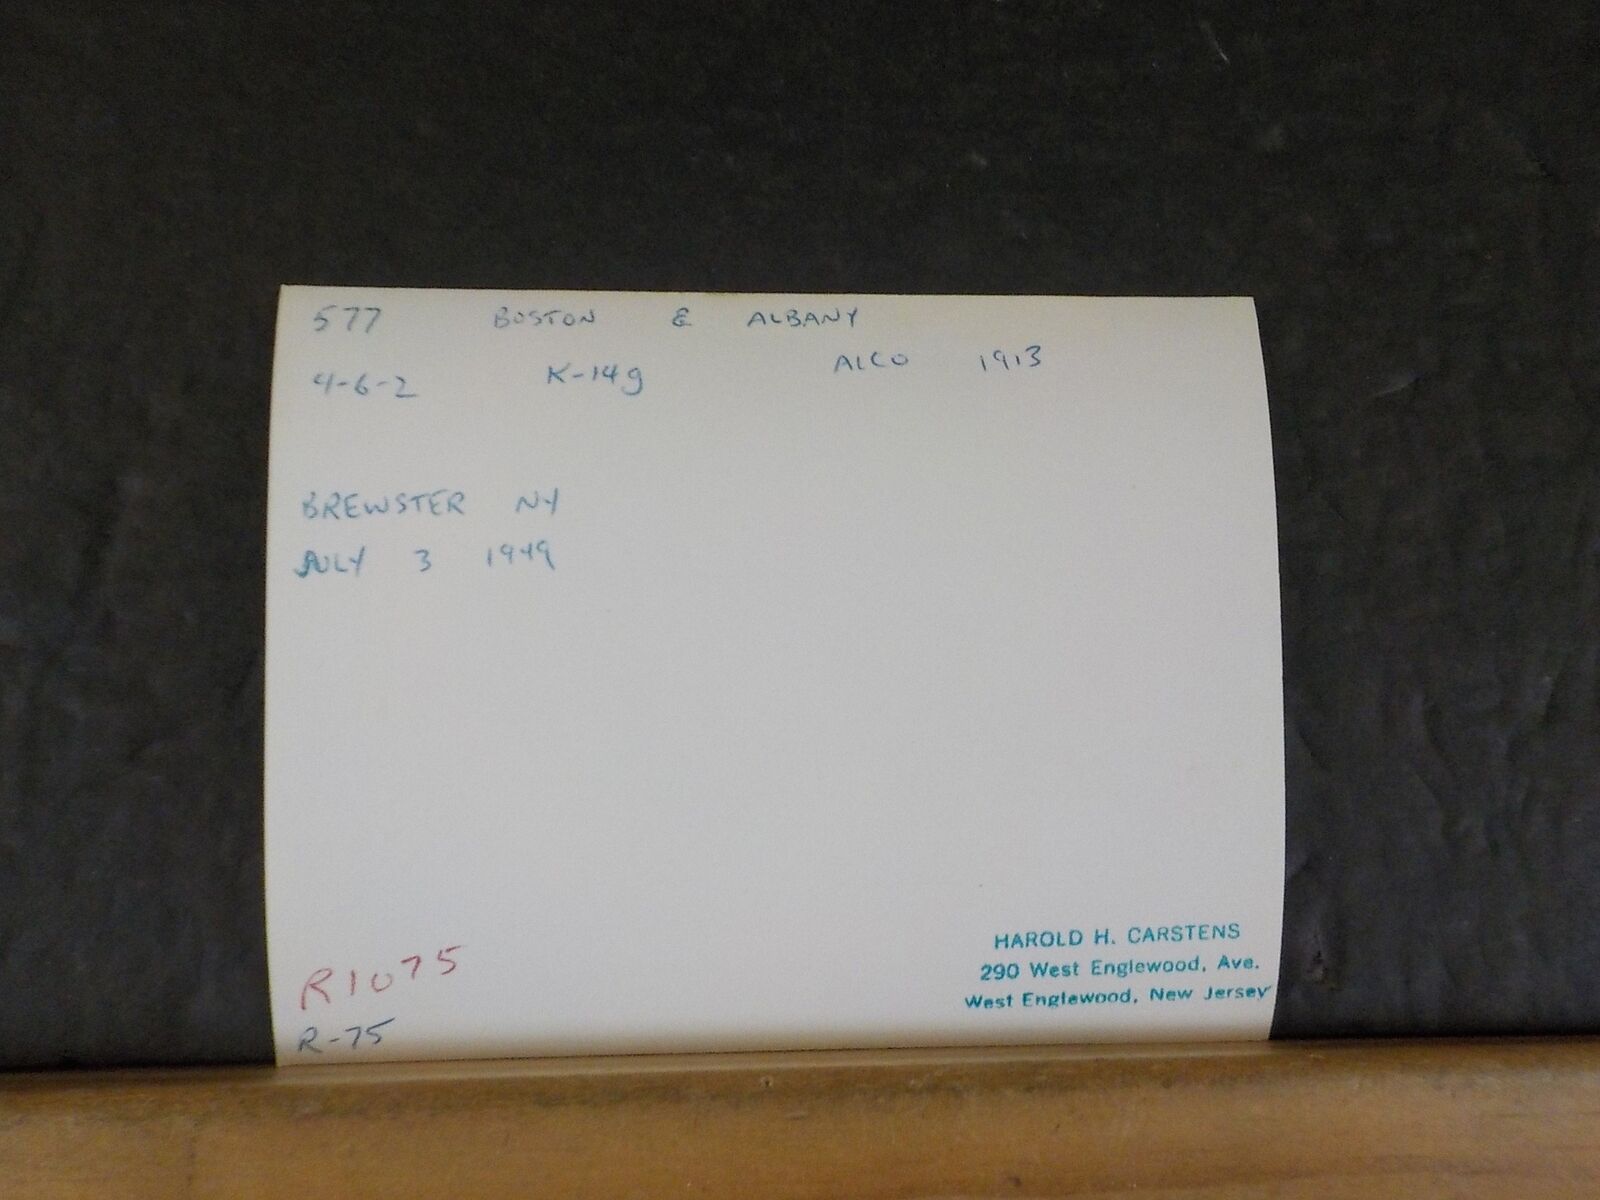 577 BOSTON & ALBANY
4-6-2 K-14g ALCO 1913
BREWSTER NY
JULY 3 1949
R1075
R-75
HAROLD H. CARSTENS
290 West Englewood, Ave.
West Englewood, New Jersey